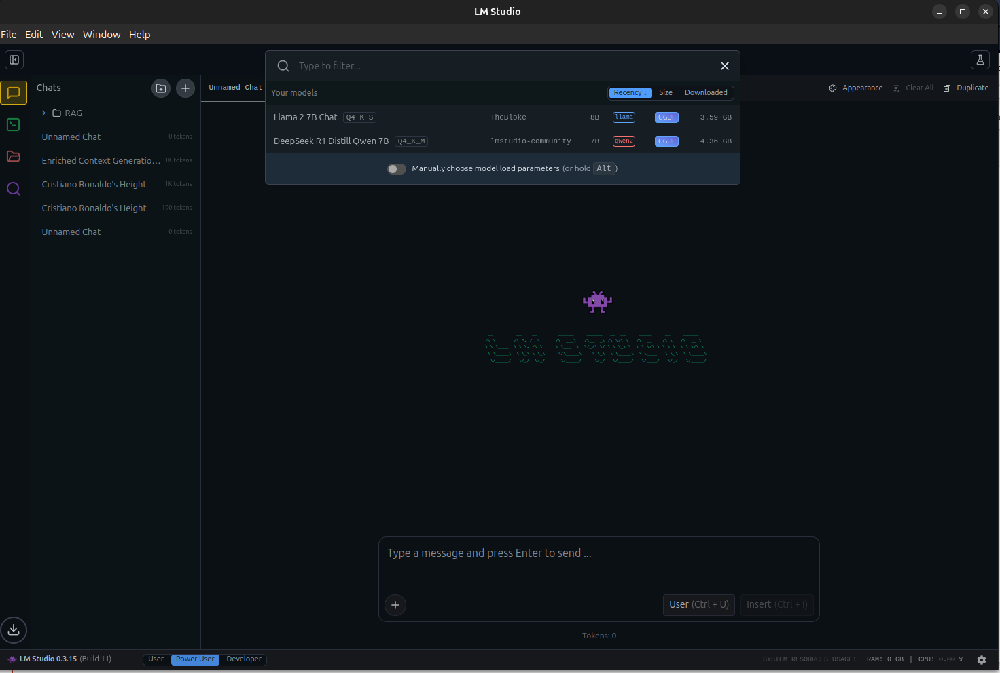 LM Studio
File Edit View Window Help
Type to filter...
Chats
Unnamed Chat
Your models
Recency ↓ Size Downloaded
Appearance Clear All Duplicate
RAG
Llama 2 7B Chat Q4_K_S TheBloke 8B llama GGUF 3.59 GB
Unnamed Chat 0 tokens
DeepSeek R1 Distill Qwen 7B Q4_K_M lmstudio-community 7B qwen2 GGUF 4.36 GB
Enriched Context Generatio... 1K tokens
Manually choose model load parameters (or hold Alt)
Cristiano Ronaldo's Height 1K tokens
Cristiano Ronaldo's Height 190 tokens
Unnamed Chat 0 tokens
LM STUDIO
Type a message and press Enter to send ...
User (Ctrl + U) Insert (Ctrl + I)
Tokens: 0
LM Studio 0.3.15 (Build 11) User Power User Developer SYSTEM RESOURCES USAGE: RAM: 0 GB | CPU: 0.00 %